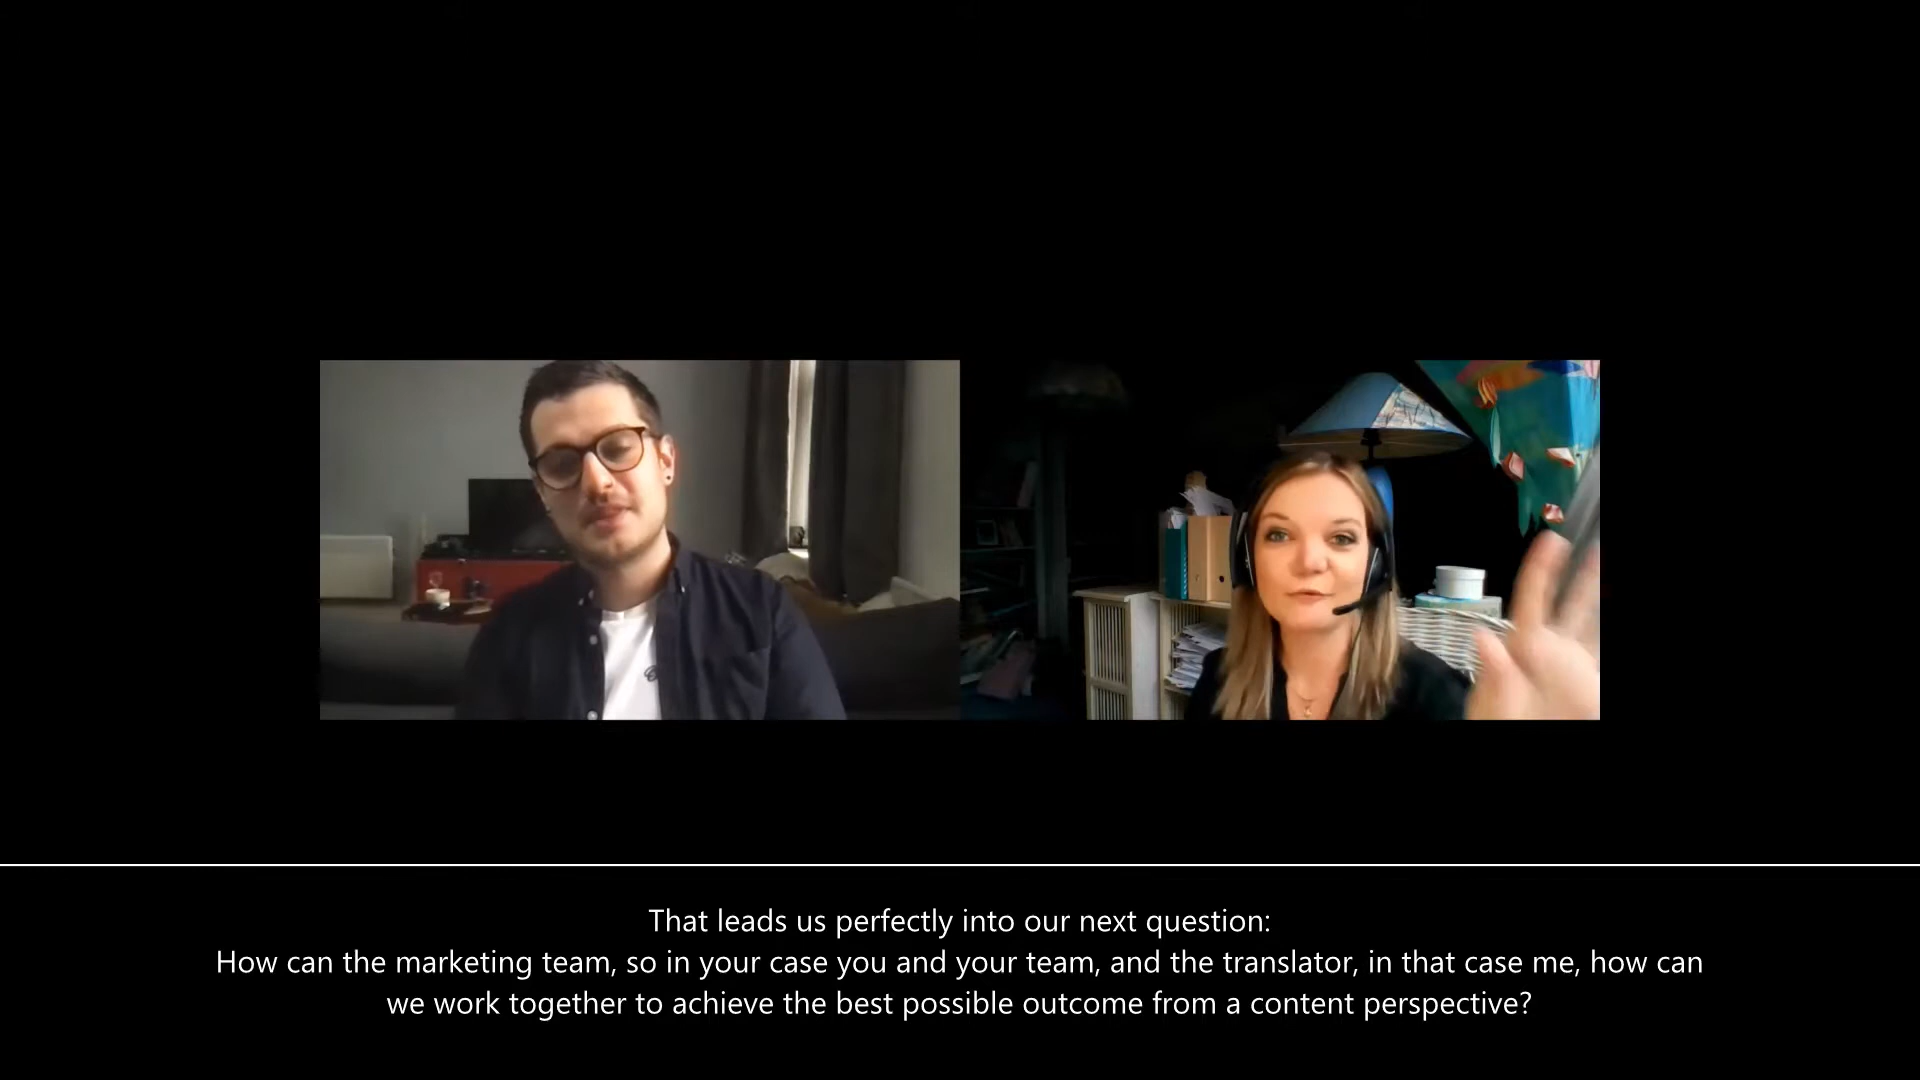 That leads us perfectly into our next question:
How can the marketing team, so in your case you and your team, and the translator, in that case me, how can
we work together to achieve the best possible outcome from a content perspective?